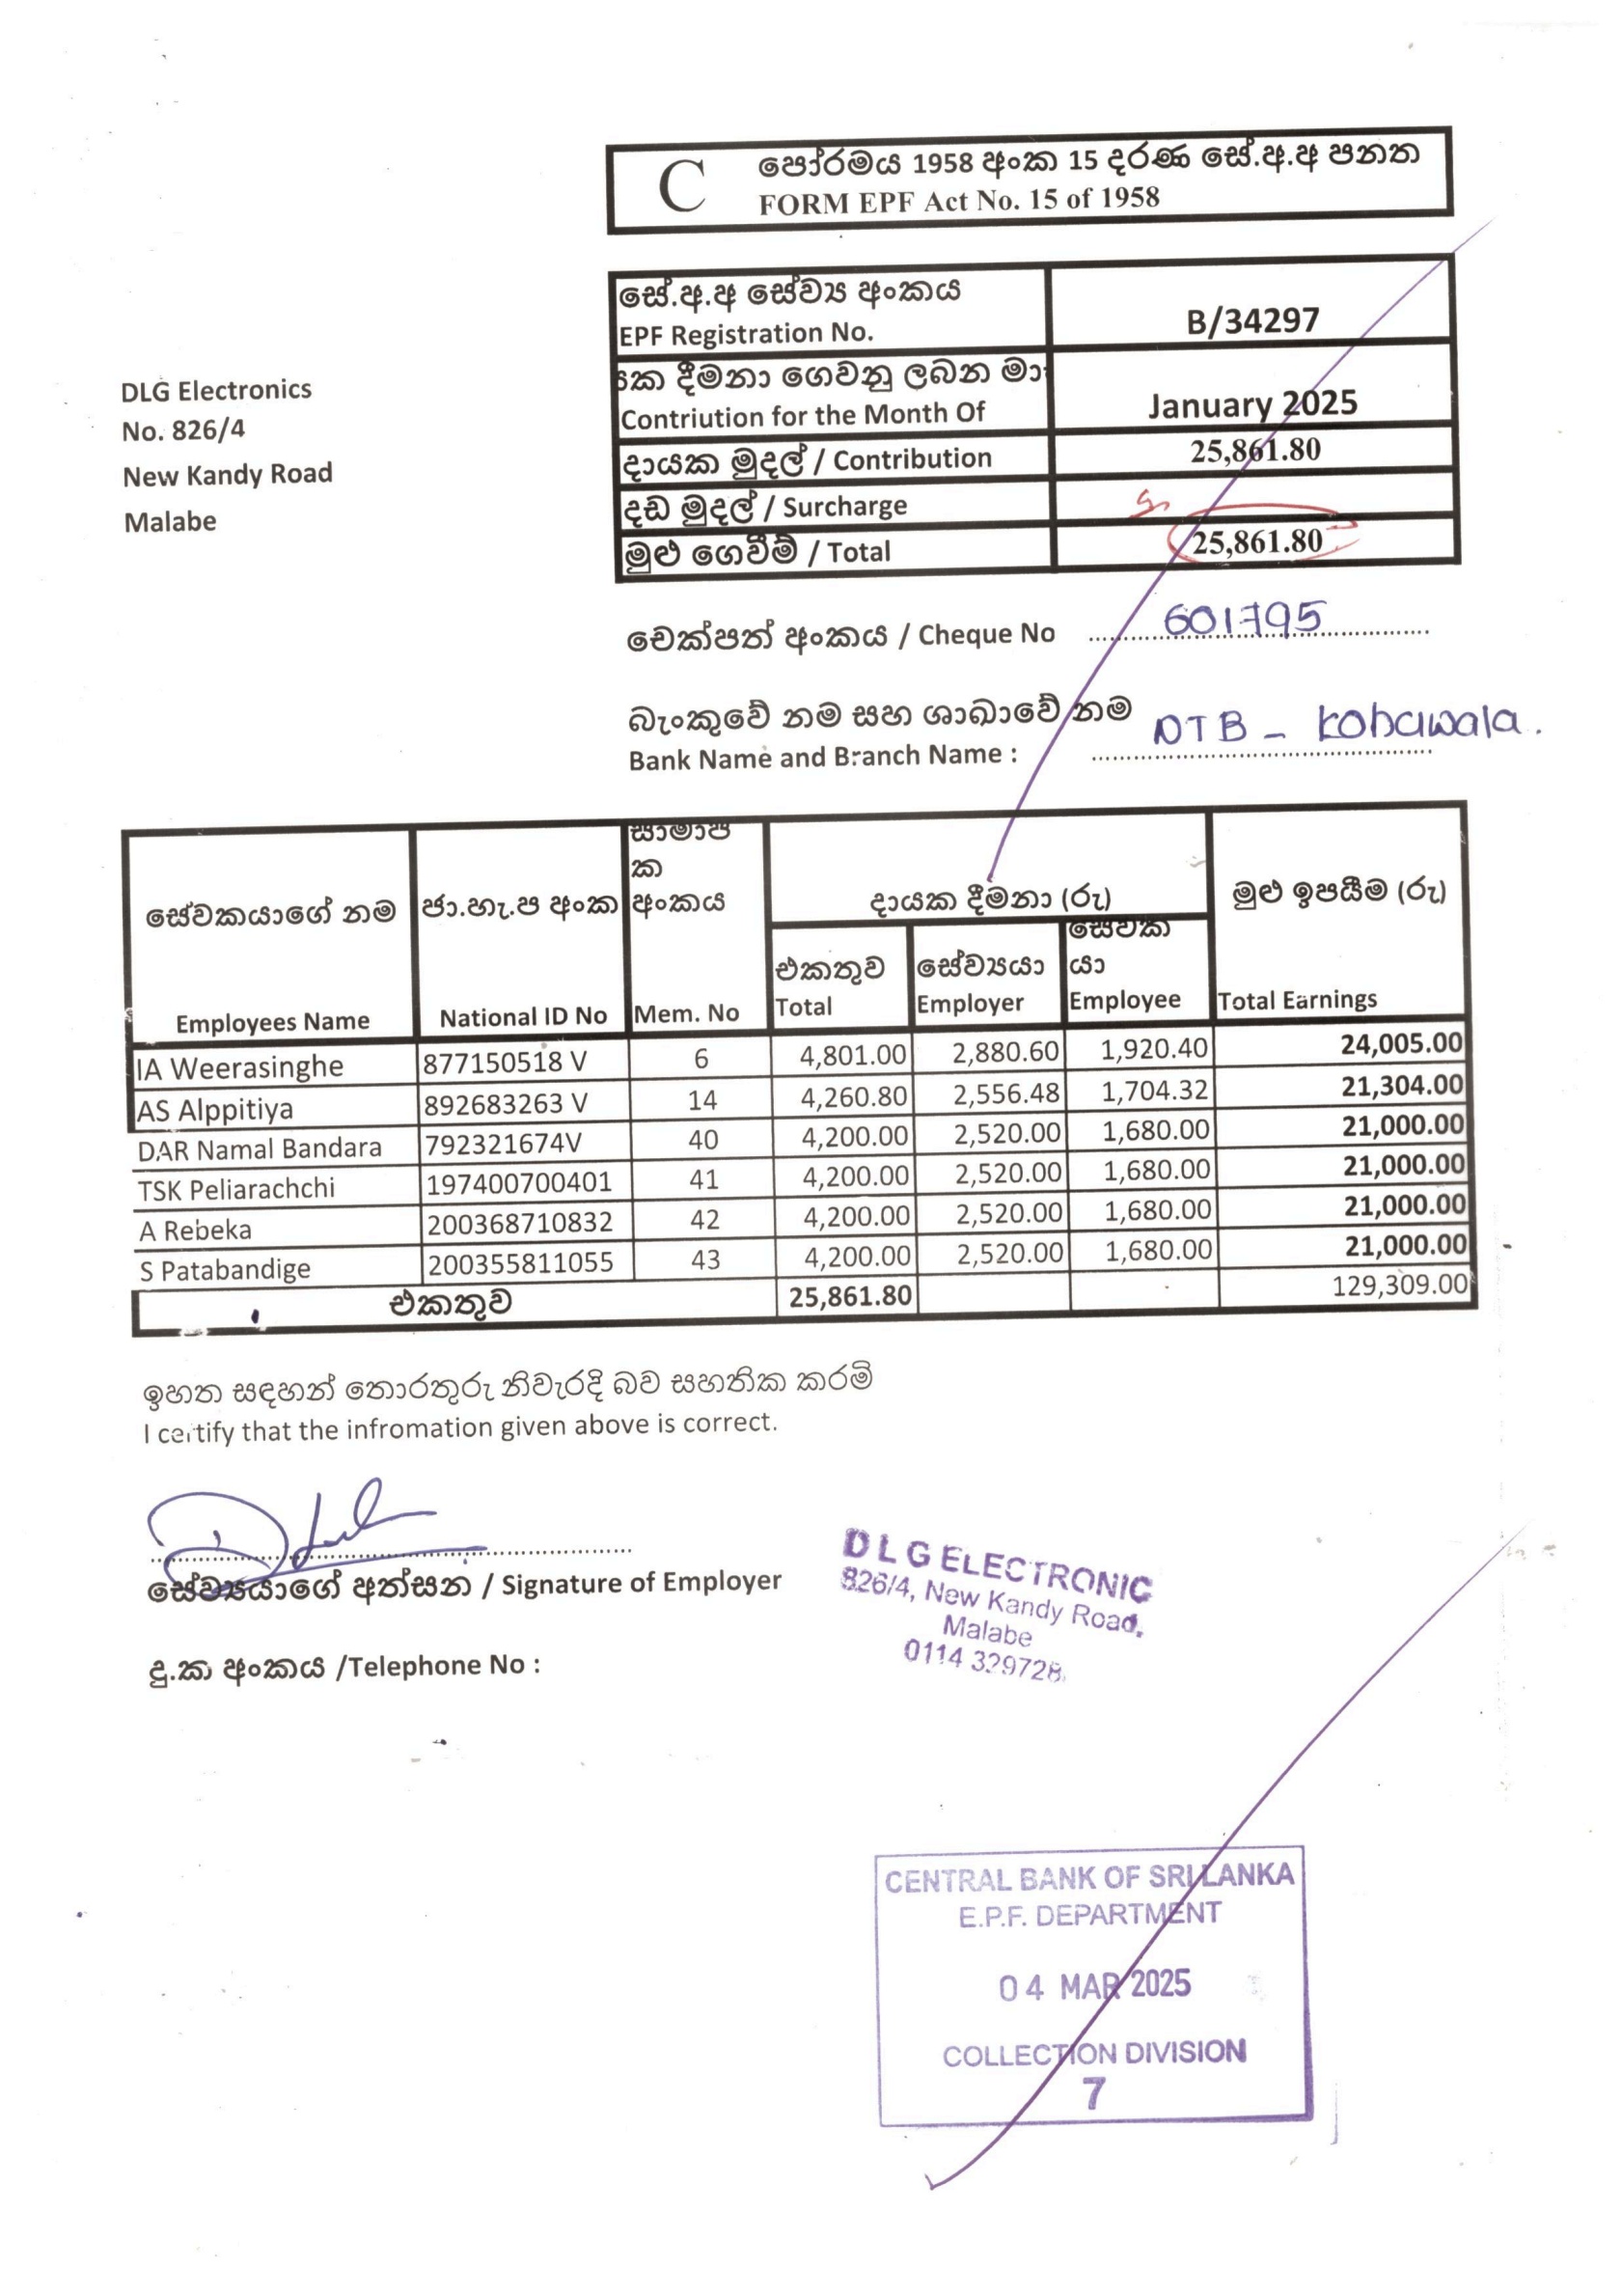 C පෝරමය 1958 අංක 15 දරණ සේ.අ.අ පනත
FORM EPF Act No. 15 of 1958
සේ.අ.අ සේව්‍ය අංකය
EPF Registration No. B/34297
ක දීමනා ගෙවනු ලබන මා
Contriution for the Month Of January 2025
දායක මුදල් / Contribution 25,861.80
දඩ මුදල් / Surcharge
මුළු ගෙවීම් / Total 25,861.80
DLG Electronics
No. 826/4
New Kandy Road
Malabe
චෙක්පත් අංකය / Cheque No 601795
බැංකුවේ නම සහ ශාඛාවේ නම
Bank Name and Branch Name : NTB - Kohuwala.
සේවකයාගේ නම ජා.හැ.ප අංක සාමාජික අංකය දායක දීමනා (රු) මුළු ඉපයීම (රු)
එකතුව සේව්‍යයා සේවකයා
Employees Name National ID No Mem. No Total Employer Employee Total Earnings
IA Weerasinghe 877150518 V 6 4,801.00 2,880.60 1,920.40 24,005.00
AS Alppitiya 892683263 V 14 4,260.80 2,556.48 1,704.32 21,304.00
DAR Namal Bandara 792321674V 40 4,200.00 2,520.00 1,680.00 21,000.00
TSK Peliarachchi 197400700401 41 4,200.00 2,520.00 1,680.00 21,000.00
A Rebeka 200368710832 42 4,200.00 2,520.00 1,680.00 21,000.00
S Patabandige 200355811055 43 4,200.00 2,520.00 1,680.00 21,000.00
එකතුව 25,861.80 129,309.00
ඉහත සඳහන් තොරතුරු නිවැරදි බව සහතික කරමි
I certify that the infromation given above is correct.
සේව්‍යයාගේ අත්සන / Signature of Employer
දු.ක අංකය /Telephone No :
D L G ELECTRONIC
826/4, New Kandy Road,
Malabe
0114 329728
CENTRAL BANK OF SRI LANKA
E.P.F. DEPARTMENT
04 MAR 2025
COLLECTION DIVISION
7